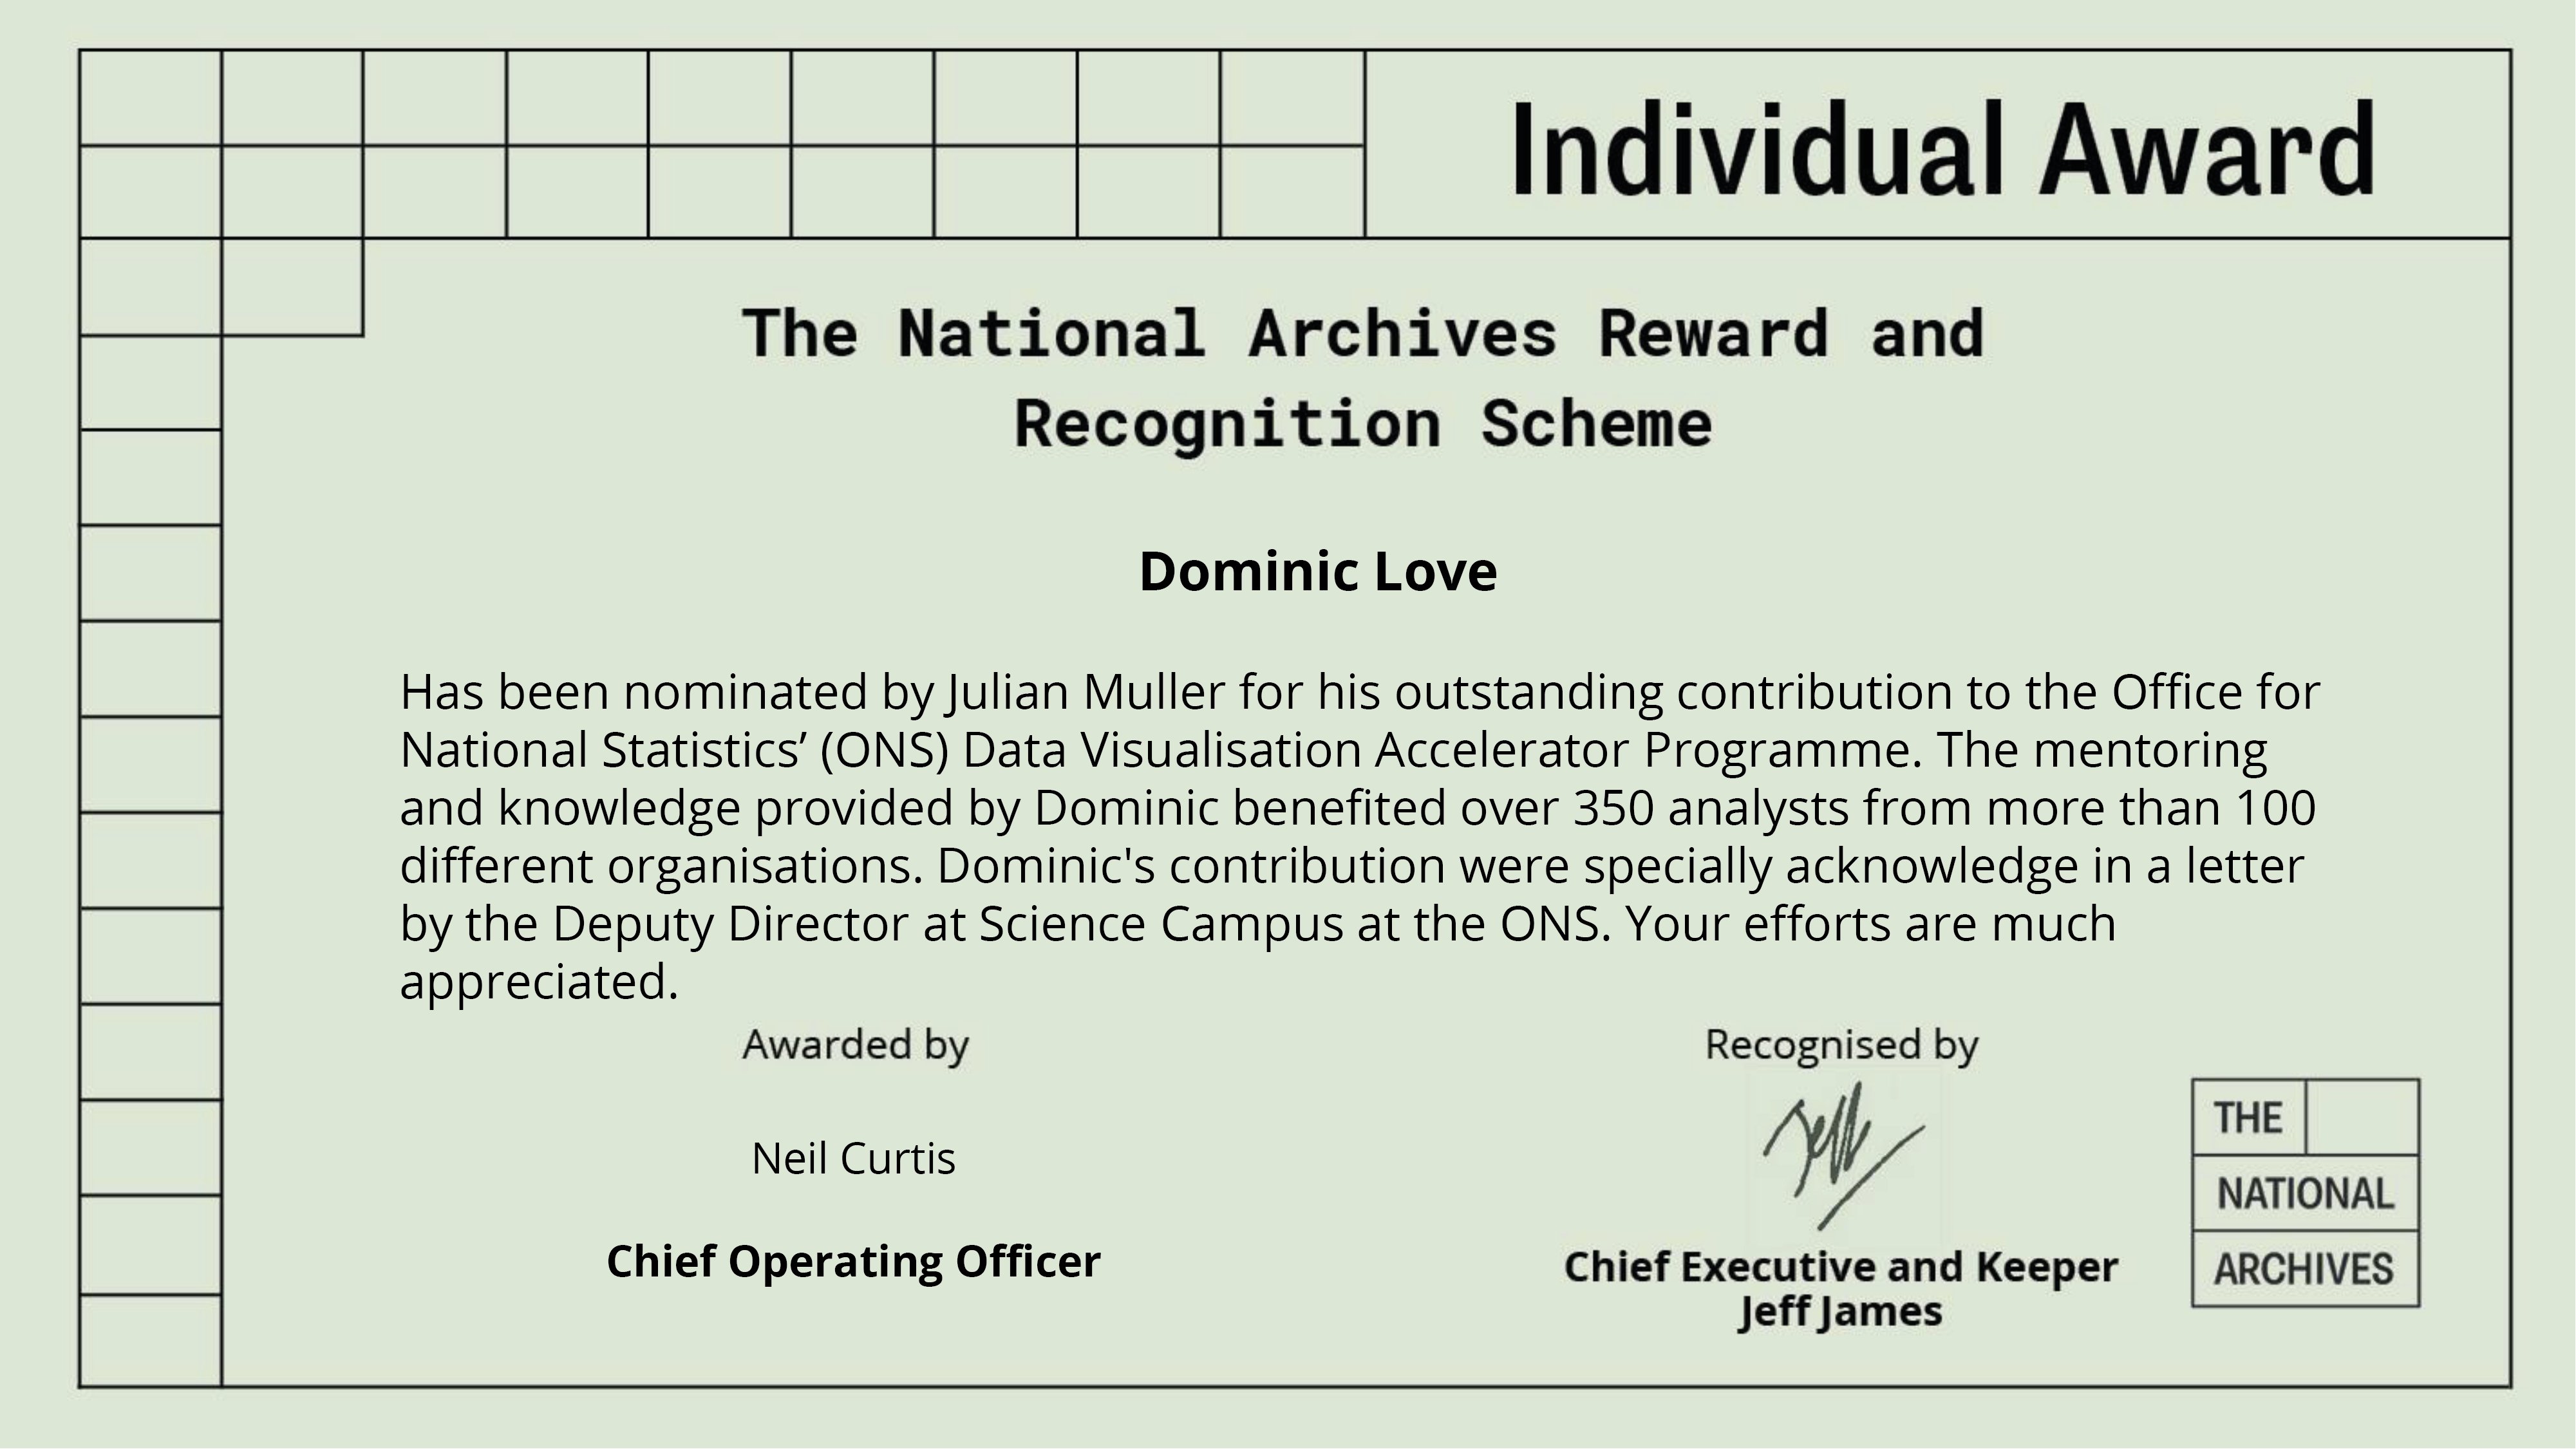 Individual Award
The National Archives Reward and
Recognition Scheme
Dominic Love
Has been nominated by Julian Muller for his outstanding contribution to the Office for
National Statistics’ (ONS) Data Visualisation Accelerator Programme. The mentoring
and knowledge provided by Dominic benefited over 350 analysts from more than 100
different organisations. Dominic's contribution were specially acknowledge in a letter
by the Deputy Director at Science Campus at the ONS. Your efforts are much
appreciated.
Awarded by
Neil Curtis
Chief Operating Officer
Recognised by
Jeff
Chief Executive and Keeper
Jeff James
THE
NATIONAL
ARCHIVES